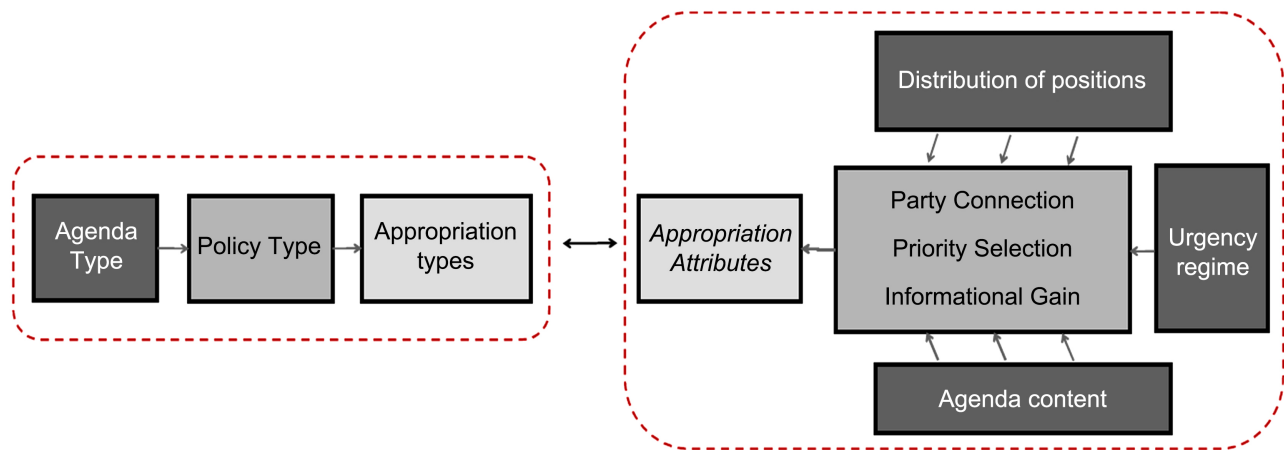 Agenda
Type
Policy Type
Appropriation
types
Appropriation
Attributes
Distribution of positions
Party Connection
Priority Selection
Informational Gain
Urgency
regime
Agenda content